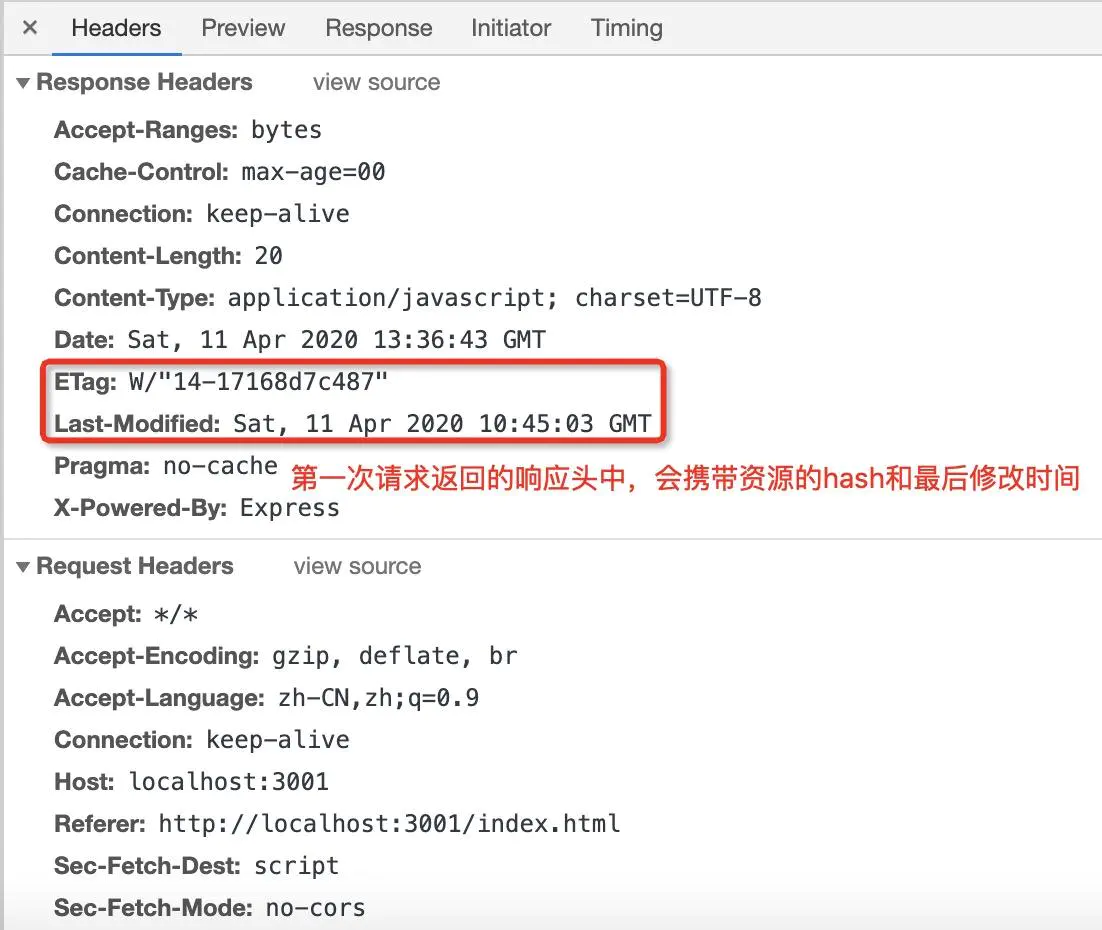 × Headers Preview Response Initiator Timing
▼ Response Headers view source
Accept-Ranges: bytes
Cache-Control: max-age=00
Connection: keep-alive
Content-Length: 20
Content-Type: application/javascript; charset=UTF-8
Date: Sat, 11 Apr 2020 13:36:43 GMT
ETag: W/"14-17168d7c487"
Last-Modified: Sat, 11 Apr 2020 10:45:03 GMT
Pragma: no-cache 第一次请求返回的响应头中，会携带资源的hash和最后修改时间
X-Powered-By: Express
▼ Request Headers view source
Accept: */*
Accept-Encoding: gzip, deflate, br
Accept-Language: zh-CN,zh;q=0.9
Connection: keep-alive
Host: localhost:3001
Referer: http://localhost:3001/index.html
Sec-Fetch-Dest: script
Sec-Fetch-Mode: no-cors